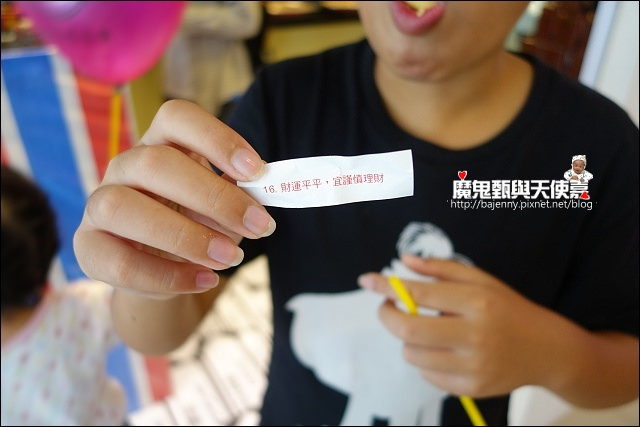 16. 財運平平，宜謹慎理財
魔鬼甄與天使嘉
http://bajenny.pixnet.net/blog